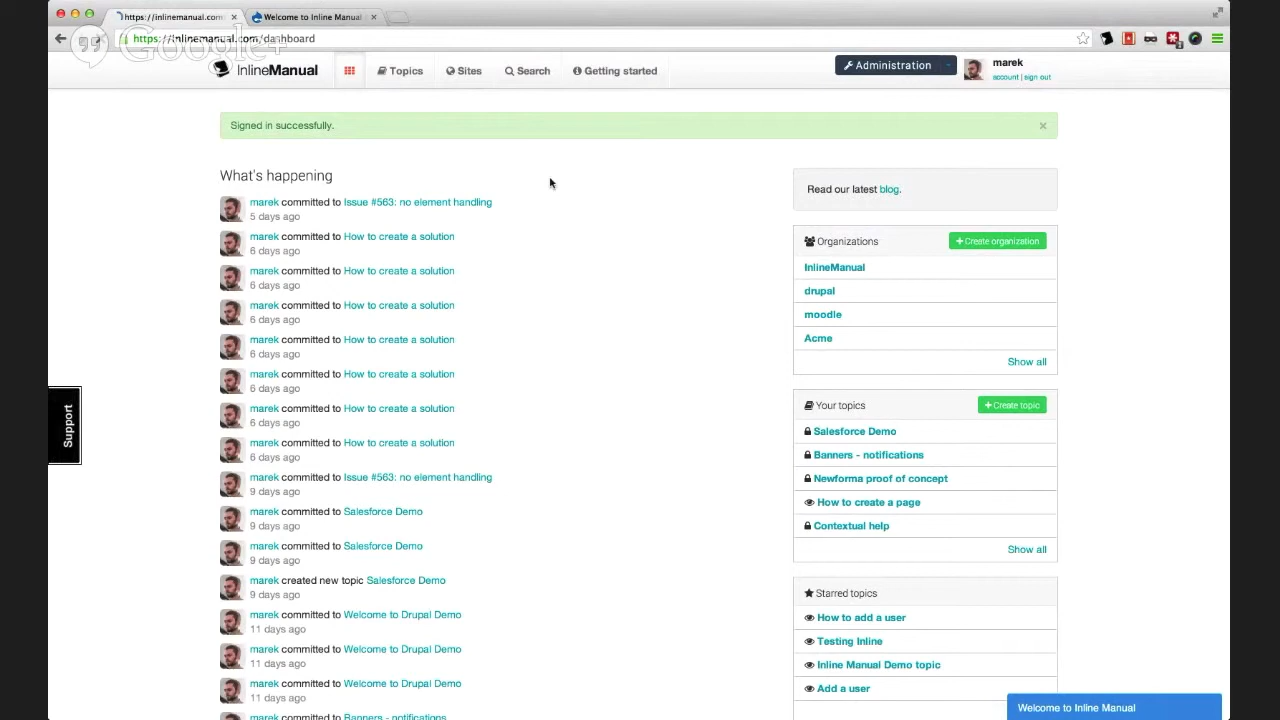 https://inlinemanual.com
Welcome to Inline Manual
https://inlinemanual.com/dashboard
Google+
InlineManual
Topics
Sites
Search
Getting started
Administration
marek
account | sign out
Signed in successfully.
What's happening
marek committed to Issue #563: no element handling
5 days ago
marek committed to How to create a solution
6 days ago
marek committed to How to create a solution
6 days ago
marek committed to How to create a solution
6 days ago
marek committed to How to create a solution
6 days ago
marek committed to How to create a solution
6 days ago
marek committed to How to create a solution
6 days ago
marek committed to How to create a solution
6 days ago
marek committed to Issue #563: no element handling
9 days ago
marek committed to Salesforce Demo
9 days ago
marek committed to Salesforce Demo
9 days ago
marek created new topic Salesforce Demo
9 days ago
marek committed to Welcome to Drupal Demo
11 days ago
marek committed to Welcome to Drupal Demo
11 days ago
marek committed to Welcome to Drupal Demo
11 days ago
marek committed to Banners - notifications
Read our latest blog.
Organizations
+ Create organization
InlineManual
drupal
moodle
Acme
Show all
Your topics
+ Create topic
Salesforce Demo
Banners - notifications
Newforma proof of concept
How to create a page
Contextual help
Show all
Starred topics
How to add a user
Testing Inline
Inline Manual Demo topic
Add a user
Support
Welcome to Inline Manual